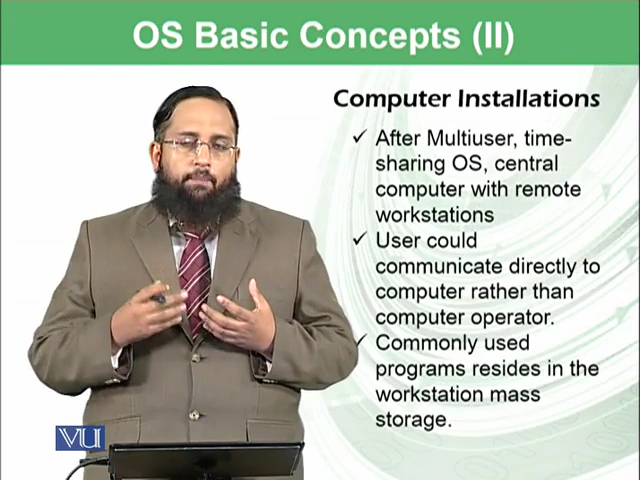 OS Basic Concepts (II)
Computer Installations
✓ After Multiuser, time-
sharing OS, central
computer with remote
workstations
✓ User could
communicate directly to
computer rather than
computer operator.
✓ Commonly used
programs resides in the
workstation mass
storage.
VU